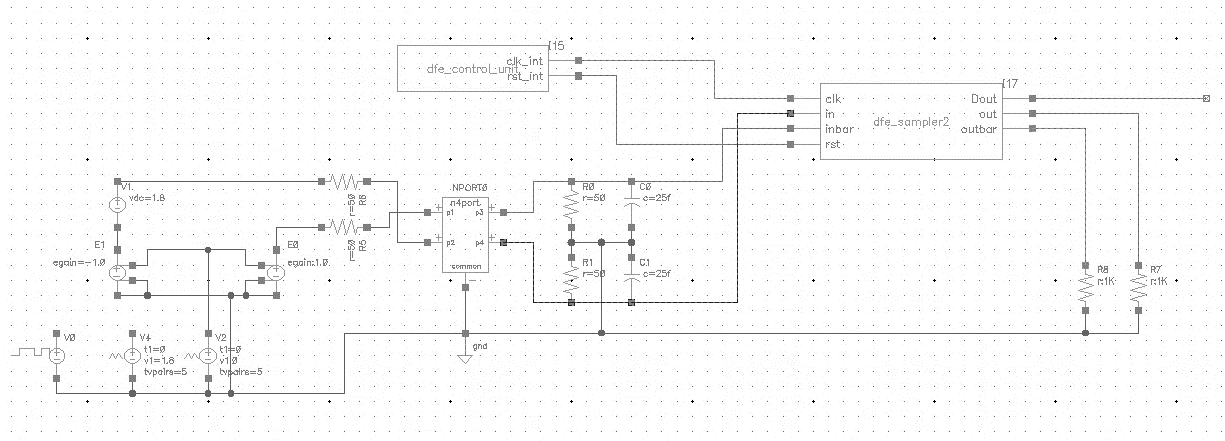 I15
clk_int
dfe_control_unit
rst_int
I17
clk
Dout
in
out
dfe_sampler2
inbar
outbar
rst
V1
vdc=1.8
r=50
R6
NPORT0
n4port
p1
p3
p2
p4
common
R0
r=50
C0
c=25f
E1
egain=-1.0
E0
egain:1.0
r=50
R5
R1
r=50
C1
c=25f
R8
r:1K
R7
r:1K
V0
V4
t1=0
v1=1.8
tvpairs=5
V2
t1=0
v1:0
tvpairs=5
gnd